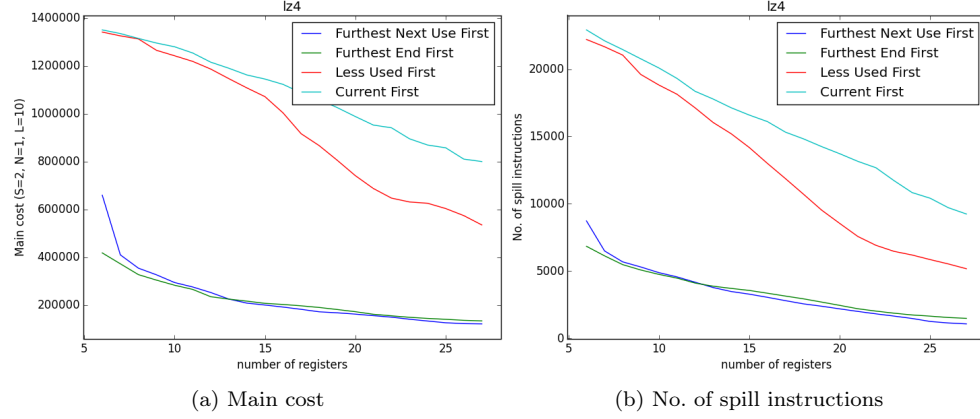 lz4
1400000
1200000
1000000
800000
600000
400000
200000
Main cost (S=2, N=1, L=10)
5
10
15
20
25
number of registers
Furthest Next Use First
Furthest End First
Less Used First
Current First
(a) Main cost
lz4
20000
15000
10000
5000
0
No. of spill instructions
5
10
15
20
25
number of registers
Furthest Next Use First
Furthest End First
Less Used First
Current First
(b) No. of spill instructions